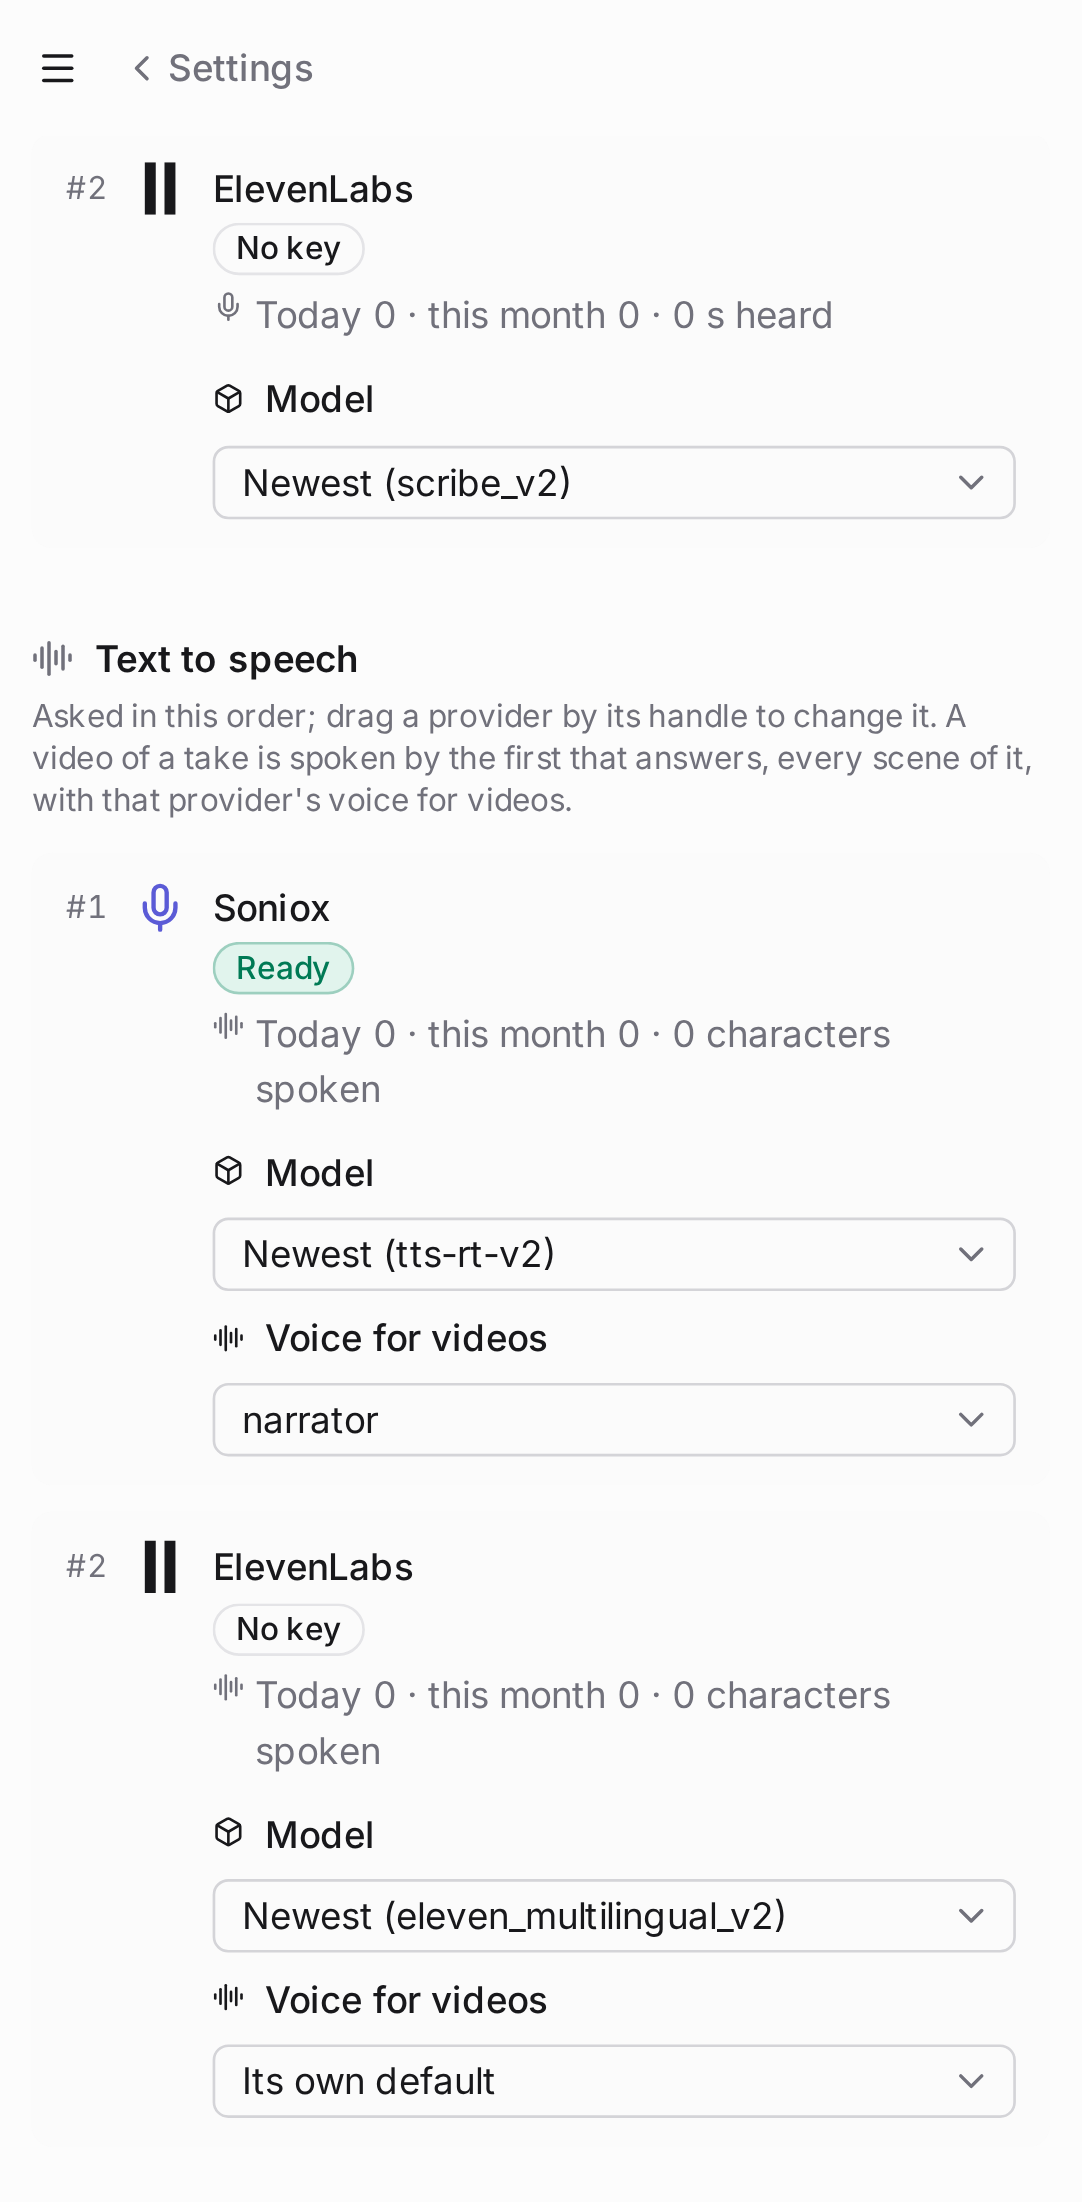 Settings
#2 ElevenLabs
No key
Today 0 · this month 0 · 0 s heard
Model
Newest (scribe_v2)
Text to speech
Asked in this order; drag a provider by its handle to change it. A
video of a take is spoken by the first that answers, every scene of it,
with that provider's voice for videos.
#1 Soniox
Ready
Today 0 · this month 0 · 0 characters
spoken
Model
Newest (tts-rt-v2)
Voice for videos
narrator
#2 ElevenLabs
No key
Today 0 · this month 0 · 0 characters
spoken
Model
Newest (eleven_multilingual_v2)
Voice for videos
Its own default